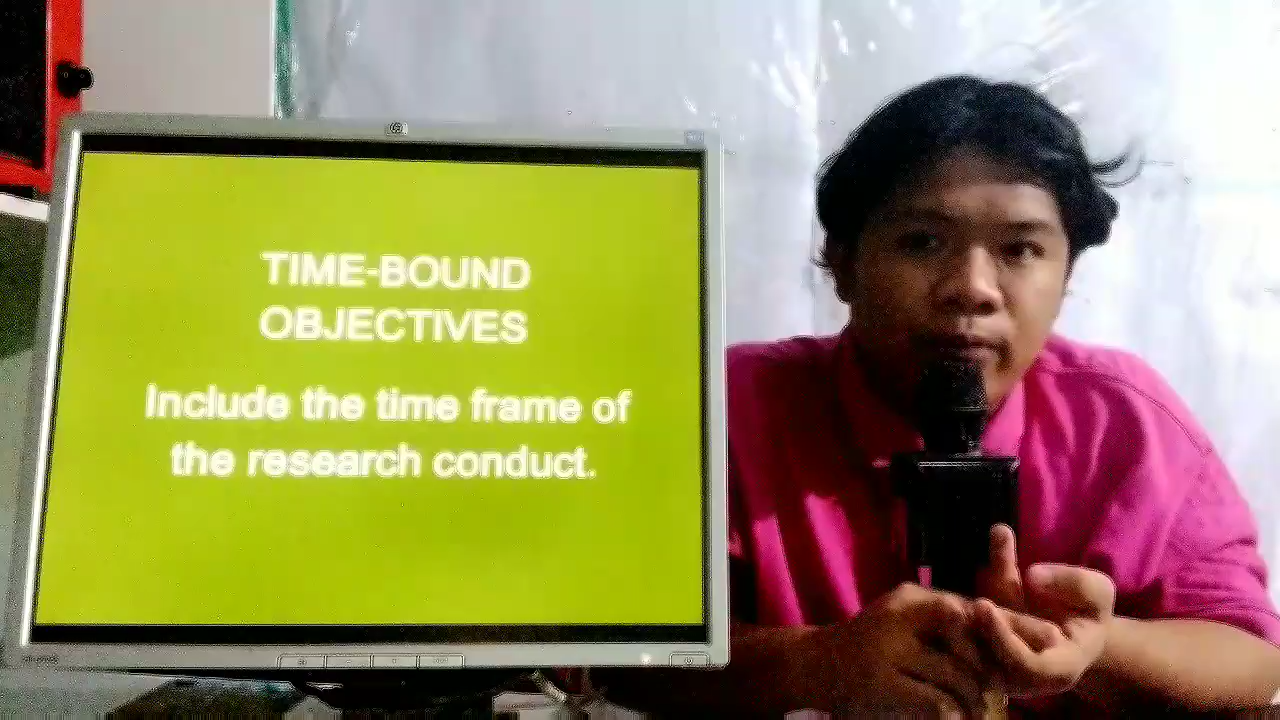 TIME-BOUND
OBJECTIVES
Include the time frame of
the research conduct.